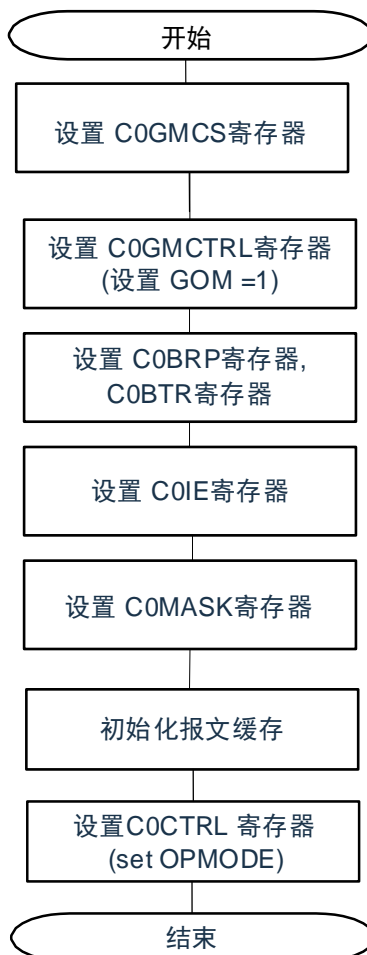 开始
设置 C0GMCS寄存器
设置 C0GMCTRL寄存器
(设置 GOM =1)
设置 C0BRP寄存器,
C0BTR寄存器
设置 C0IE寄存器
设置 C0MASK寄存器
初始化报文缓存
设置C0CTRL 寄存器
(set OPMODE)
结束